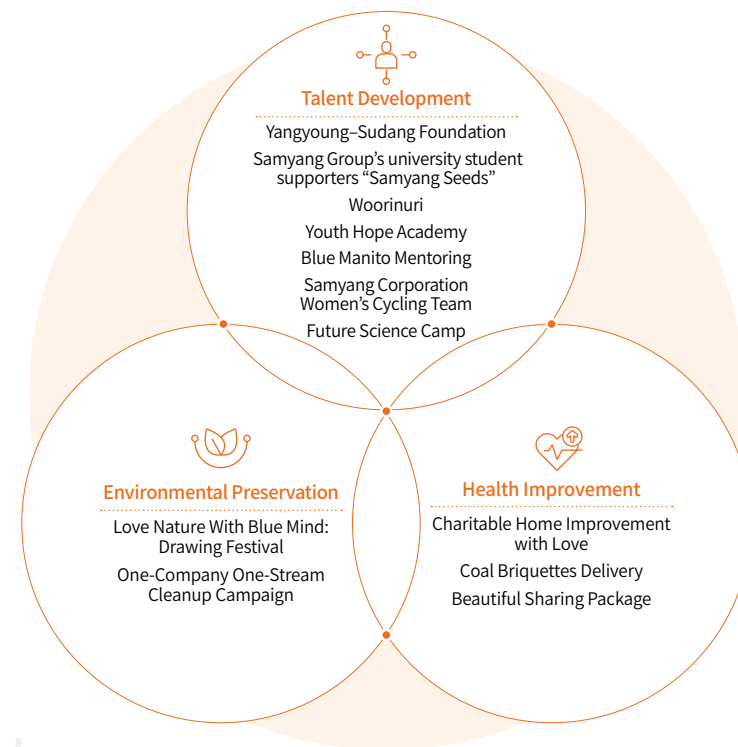 Talent Development
Yangyoung–Sudang Foundation
Samyang Group’s university student
supporters “Samyang Seeds”
Woorinuri
Youth Hope Academy
Blue Manito Mentoring
Samyang Corporation
Women’s Cycling Team
Future Science Camp
Environmental Preservation
Love Nature With Blue Mind:
Drawing Festival
One-Company One-Stream
Cleanup Campaign
Health Improvement
Charitable Home Improvement
with Love
Coal Briquettes Delivery
Beautiful Sharing Package